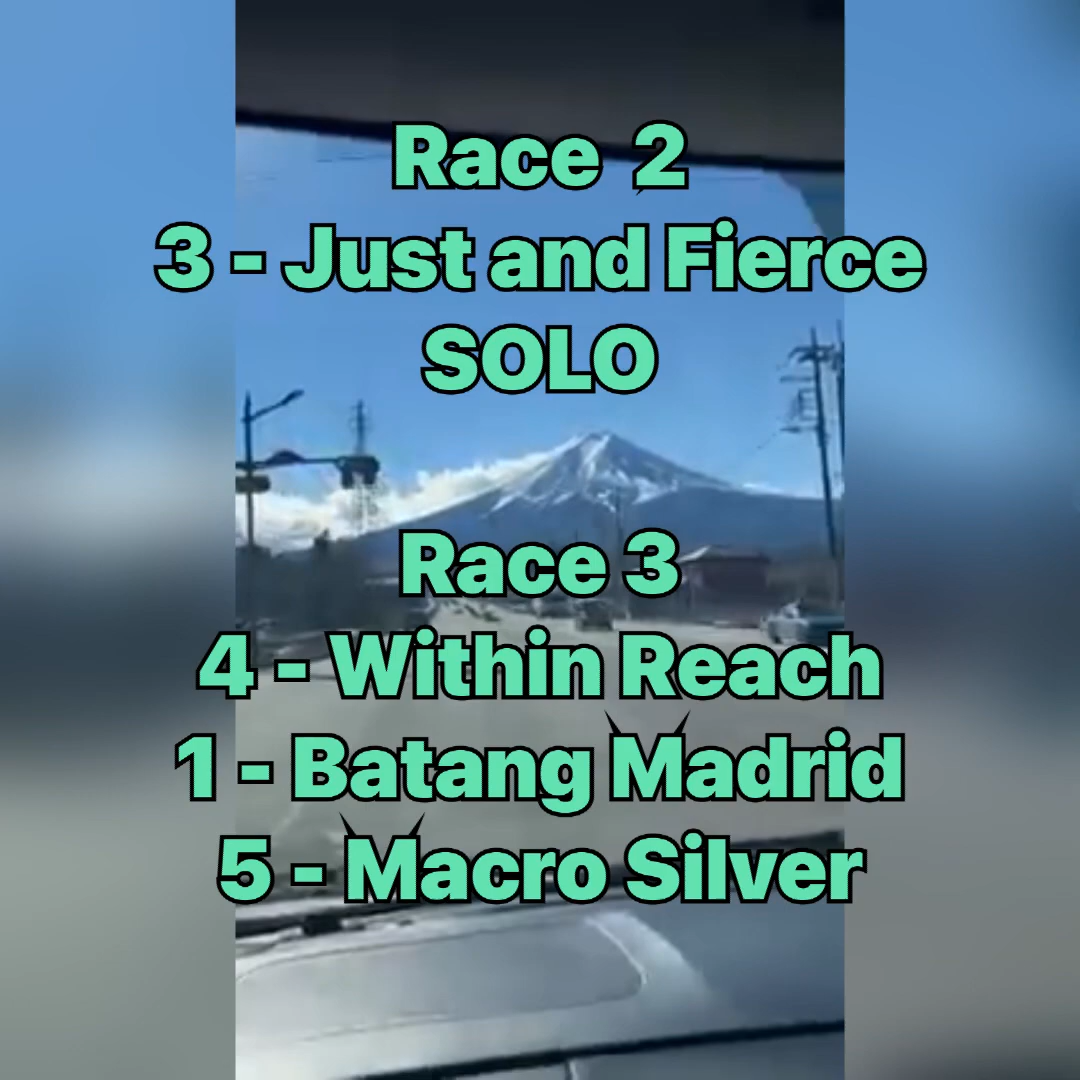 Race 2
3 - Just and Fierce
SOLO
Race 3
4 - Within Reach
1 - Batang Madrid
5 - Macro Silver